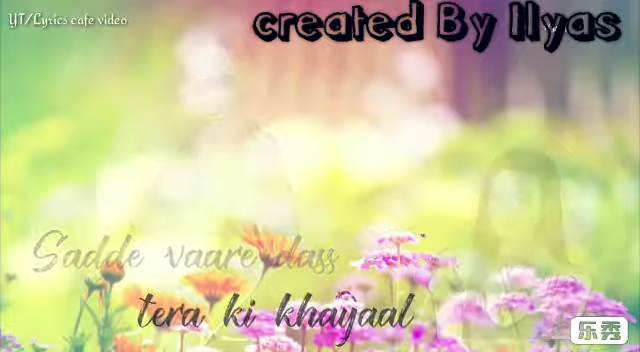 YT/Lyrics cafe video
created By Ilyas
Sadde vaare dass
tera ki khayaal
乐秀